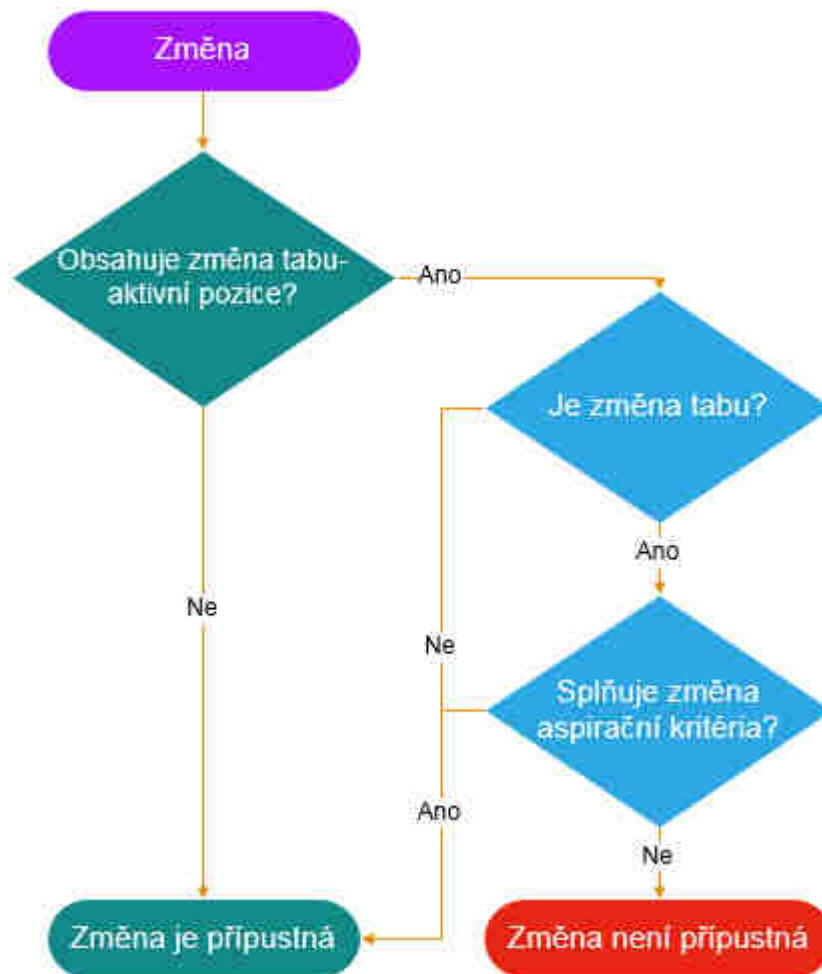 Změna
Obsahuje změna tabu-
aktivní pozice?
Ano
Je změna tabu?
Ano
Ne
Ne
Splňuje změna
aspirační kritéria?
Ano
Ne
Změna je přípustná
Změna není přípustná